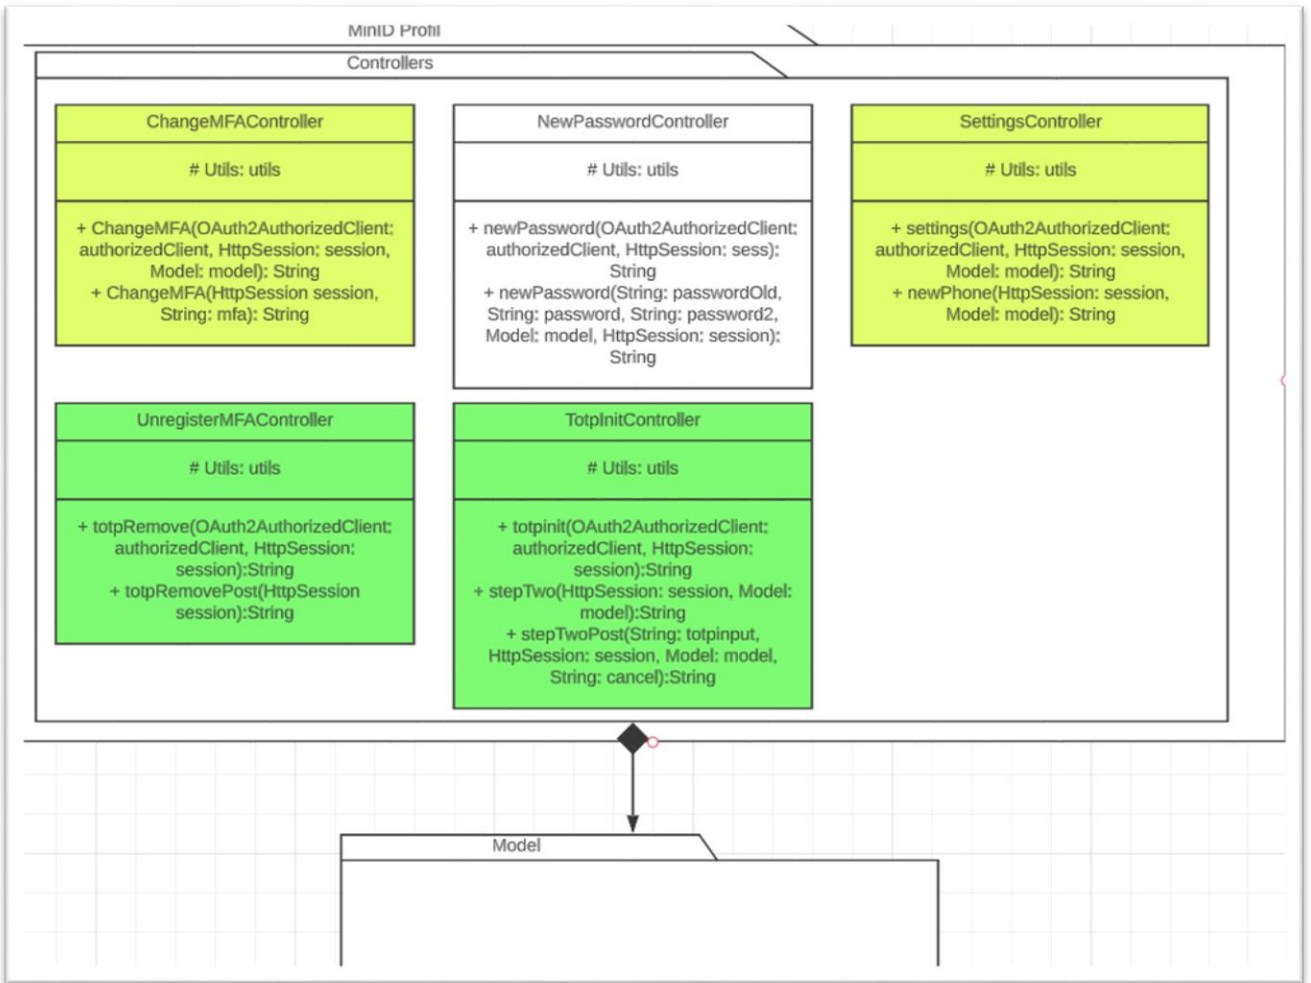 MinID Profil
Controllers
ChangeMFAController
# Utils: utils
+ ChangeMFA(OAuth2AuthorizedClient:
authorizedClient, HttpSession: session,
Model: model): String
+ ChangeMFA(HttpSession session,
String: mfa): String
NewPasswordController
# Utils: utils
+ newPassword(OAuth2AuthorizedClient:
authorizedClient, HttpSession: sess):
String
+ newPassword(String: passwordOld,
String: password, String: password2,
Model: model, HttpSession: session):
String
SettingsController
# Utils: utils
+ settings(OAuth2AuthorizedClient:
authorizedClient, HttpSession: session,
Model: model): String
+ newPhone(HttpSession: session,
Model: model): String
UnregisterMFAController
# Utils: utils
+ totpRemove(OAuth2AuthorizedClient:
authorizedClient, HttpSession:
session):String
+ totpRemovePost(HttpSession
session):String
TotpInitController
# Utils: utils
+ totpinit(OAuth2AuthorizedClient:
authorizedClient, HttpSession:
session):String
+ stepTwo(HttpSession: session, Model:
model):String
+ stepTwoPost(String: totpinput,
HttpSession: session, Model: model,
String: cancel):String
Model